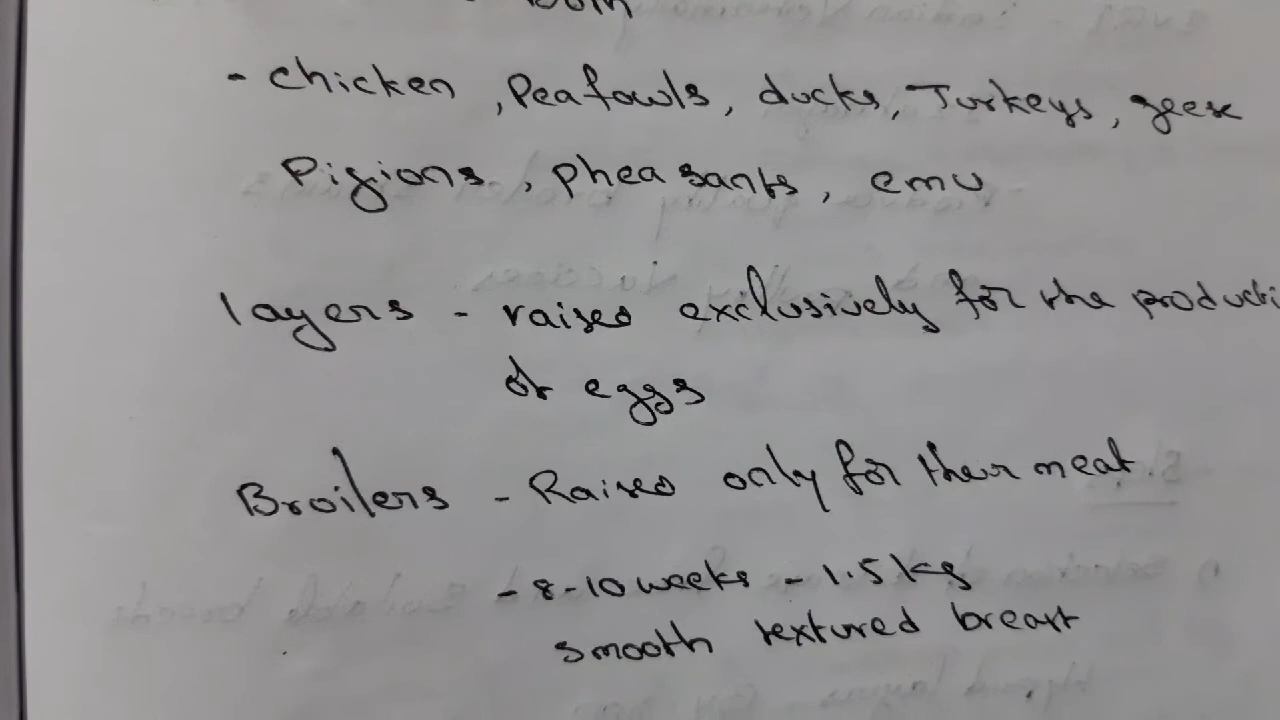 - chicken, Peafowls, ducks, Turkeys, geese
Pigions, pheasants, emu
layers - raised exclusively for the producti
of eggs
Broilers - Raised only for their meat.
- 8-10 weeks - 1.5 kg
smooth textured breast